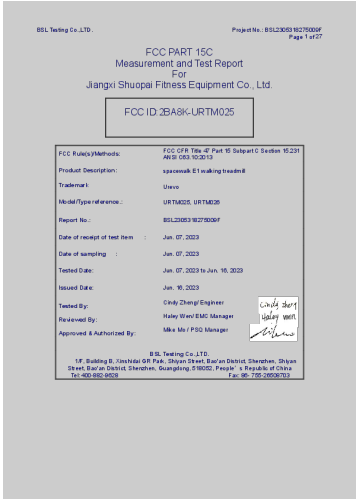 BSL Testing Co.,LTD. Project No.: BSL2305318275009F
Page 1 of 27
FCC PART 15C
Measurement and Test Report
For
Jiangxi Shuopai Fitness Equipment Co., Ltd.
FCC ID:2BA8K-URTM025
FCC Rule(s)/Methods: FCC CFR Title 47 Part 15 Subpart C Section 15.231
ANSI C63.10:2013
Product Description: spacewalk E1 walking treadmill
Trademark Urevo
Model/Type reference.: URTM025, URTM026
Report No.: BSL2305318275009F
Date of receipt of test item : Jun. 07, 2023
Date of sampling : Jun. 07, 2023
Tested Date: Jun. 07, 2023 to Jun. 16, 2023
Issued Date: Jun. 16, 2023
Tested By: Cindy Zheng/ Engineer Cindy zheng
Reviewed By: Haley Wen/ EMC Manager Haley wen
Approved & Authorized By: Mike Mo / PSQ Manager
BSL Testing Co.,LTD.
1/F, Building B, Xinshidai GR Park, Shiyan Street, Bao'an District, Shenzhen, Shiyan
Street, Bao'an District, Shenzhen, Guangdong, 518052, People's Republic of China
Tel: 400-882-9628 Fax: 86- 755-26508703